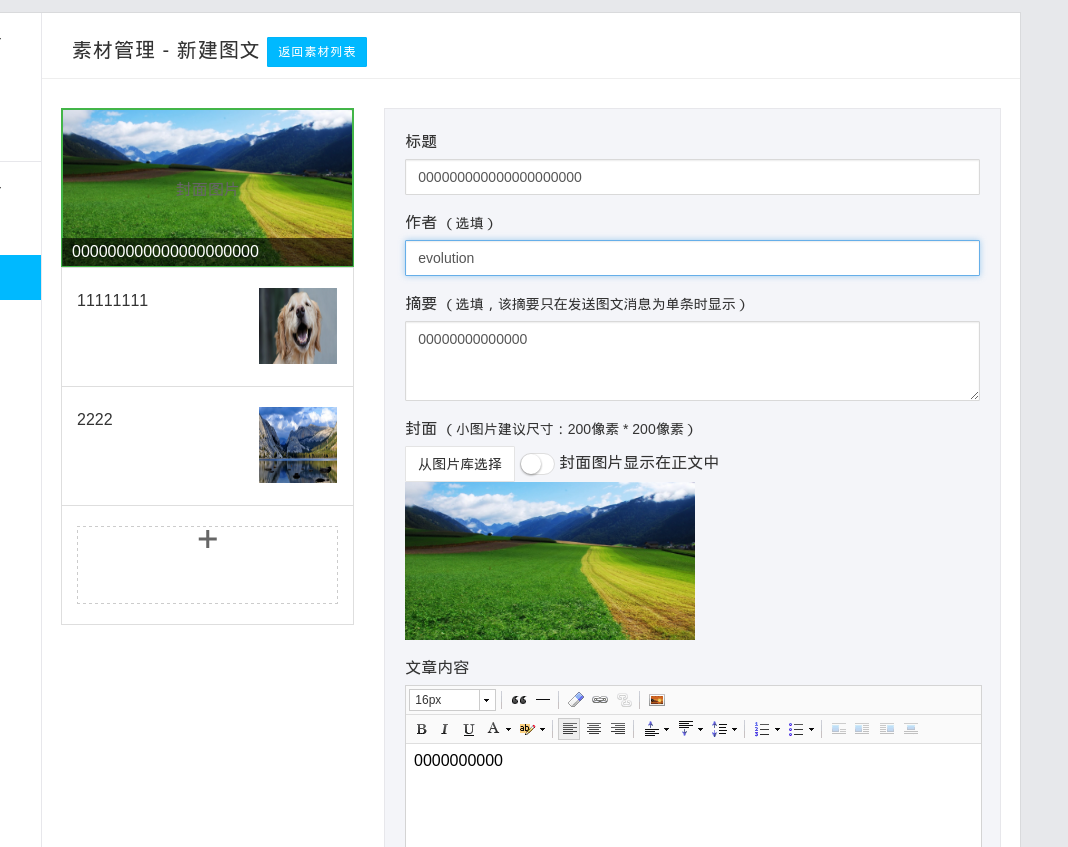 素材管理 - 新建图文 返回素材列表
封面图片
000000000000000000000
11111111
2222
标题
000000000000000000000
作者（选填）
evolution
摘要（选填，该摘要只在发送图文消息为单条时显示）
00000000000000
封面（小图片建议尺寸：200像素 * 200像素）
从图片库选择 封面图片显示在正文中
文章内容
16px
B I U A ab
0000000000